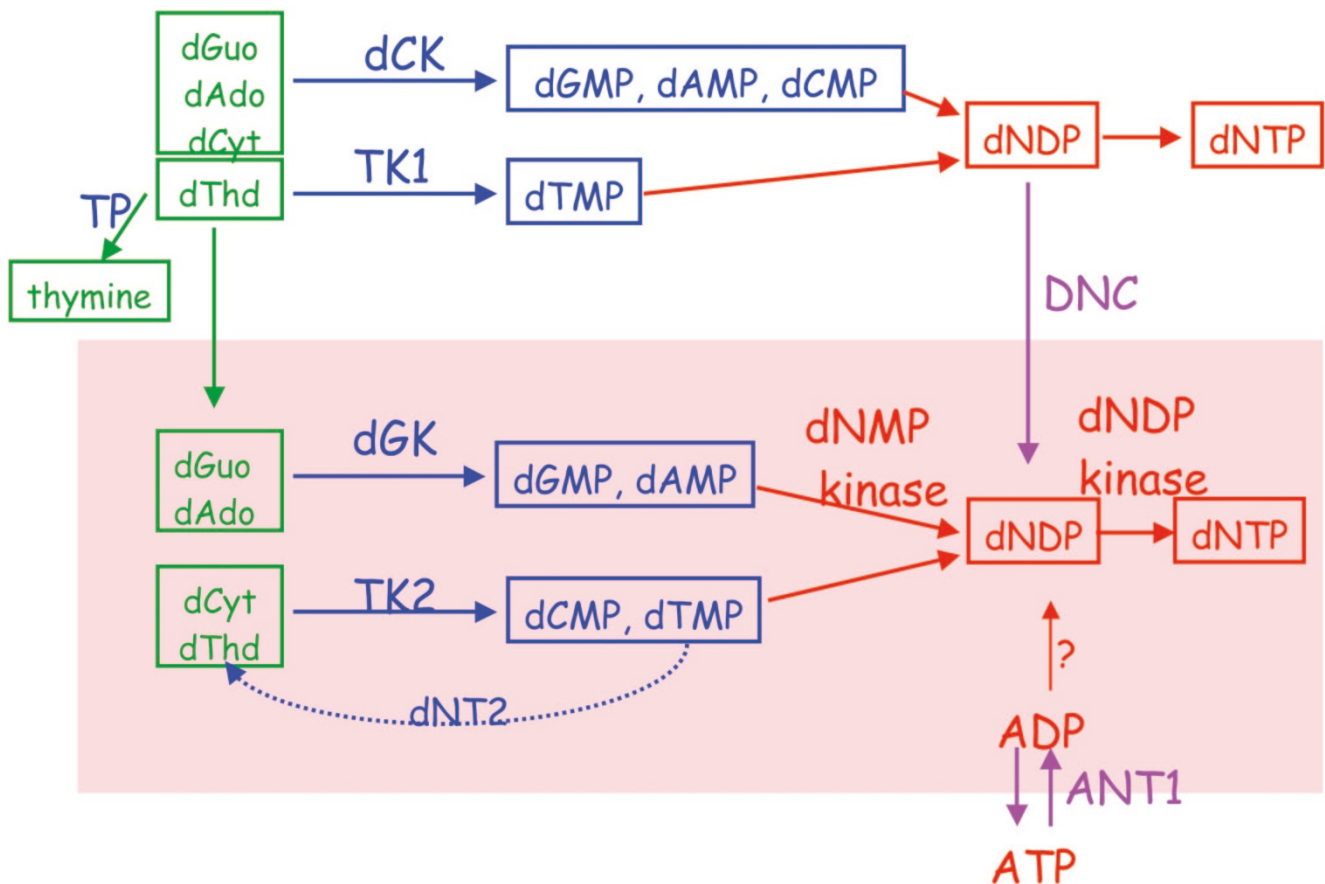 dGuo
dAdo
dCyt
dCK
dGMP, dAMP, dCMP
dNDP
dNTP
dThd
TK1
dTMP
TP
thymine
DNC
dGuo
dAdo
dGK
dGMP, dAMP
dNMP
kinase
dNDP
kinase
dNDP
dNTP
dCyt
dThd
TK2
dCMP, dTMP
dNT2
?
ADP
ANT1
ATP